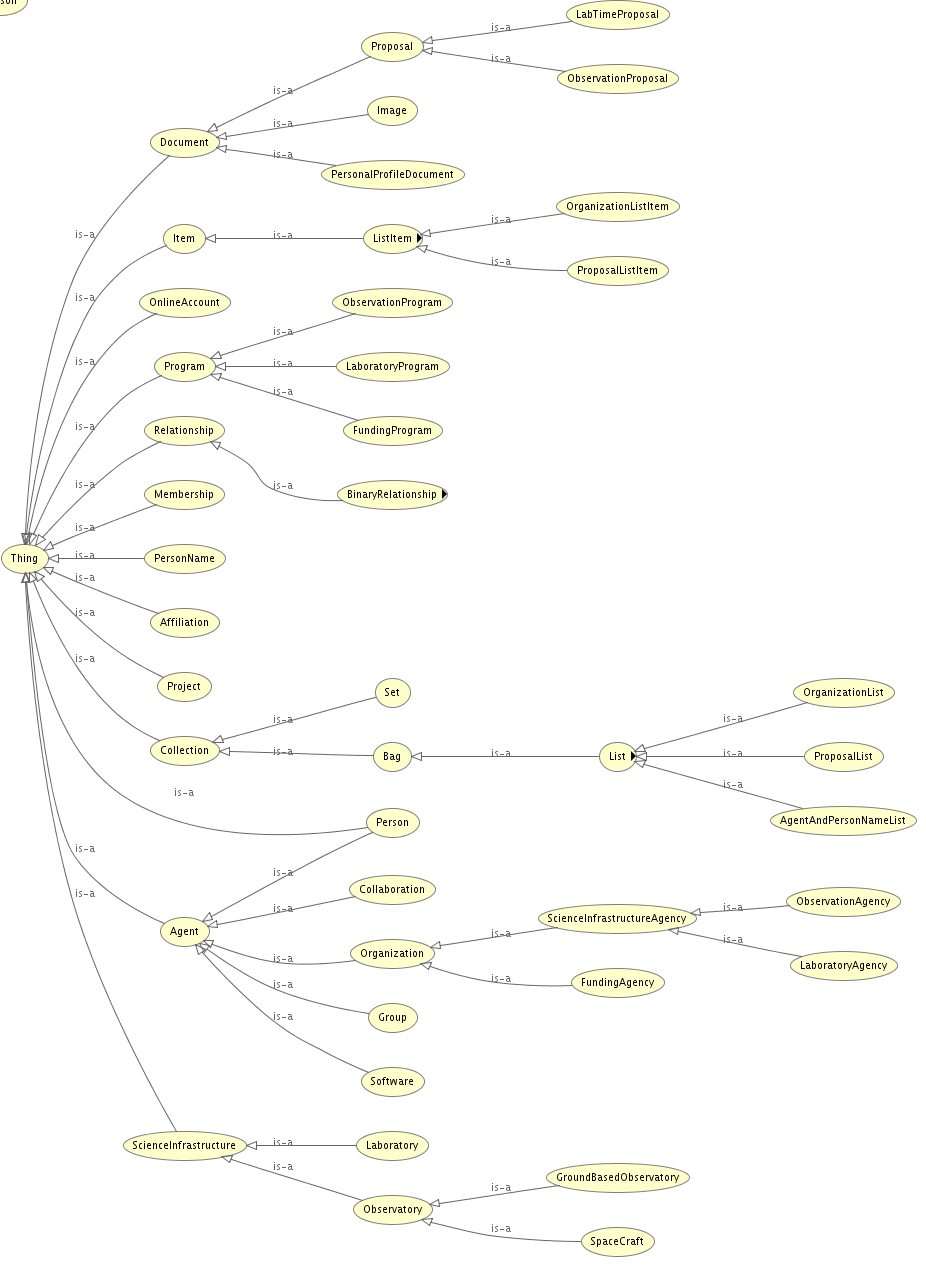 son
LabTimeProposal
is-a
Proposal
is-a
ObservationProposal
is-a
Image
is-a
Document
is-a
PersonalProfileDocument
OrganizationListItem
is-a
is-a
Item
is-a
ListItem
is-a
ProposalListItem
is-a
OnlineAccount
ObservationProgram
is-a
is-a
Program
is-a
LaboratoryProgram
is-a
is-a
Relationship
FundingProgram
is-a
is-a
Membership
BinaryRelationship
is-a
Thing
is-a
PersonName
is-a
is-a
Affiliation
is-a
Project
Set
OrganizationList
is-a
is-a
Collection
is-a
Bag
is-a
List
is-a
ProposalList
is-a
is-a
Person
AgentAndPersonNameList
is-a
is-a
Collaboration
is-a
is-a
ObservationAgency
is-a
ScienceInfrastructureAgency
is-a
Agent
is-a
is-a
Organization
is-a
LaboratoryAgency
is-a
is-a
FundingAgency
is-a
Group
Software
ScienceInfrastructure
is-a
Laboratory
is-a
GroundBasedObservatory
is-a
Observatory
is-a
SpaceCraft